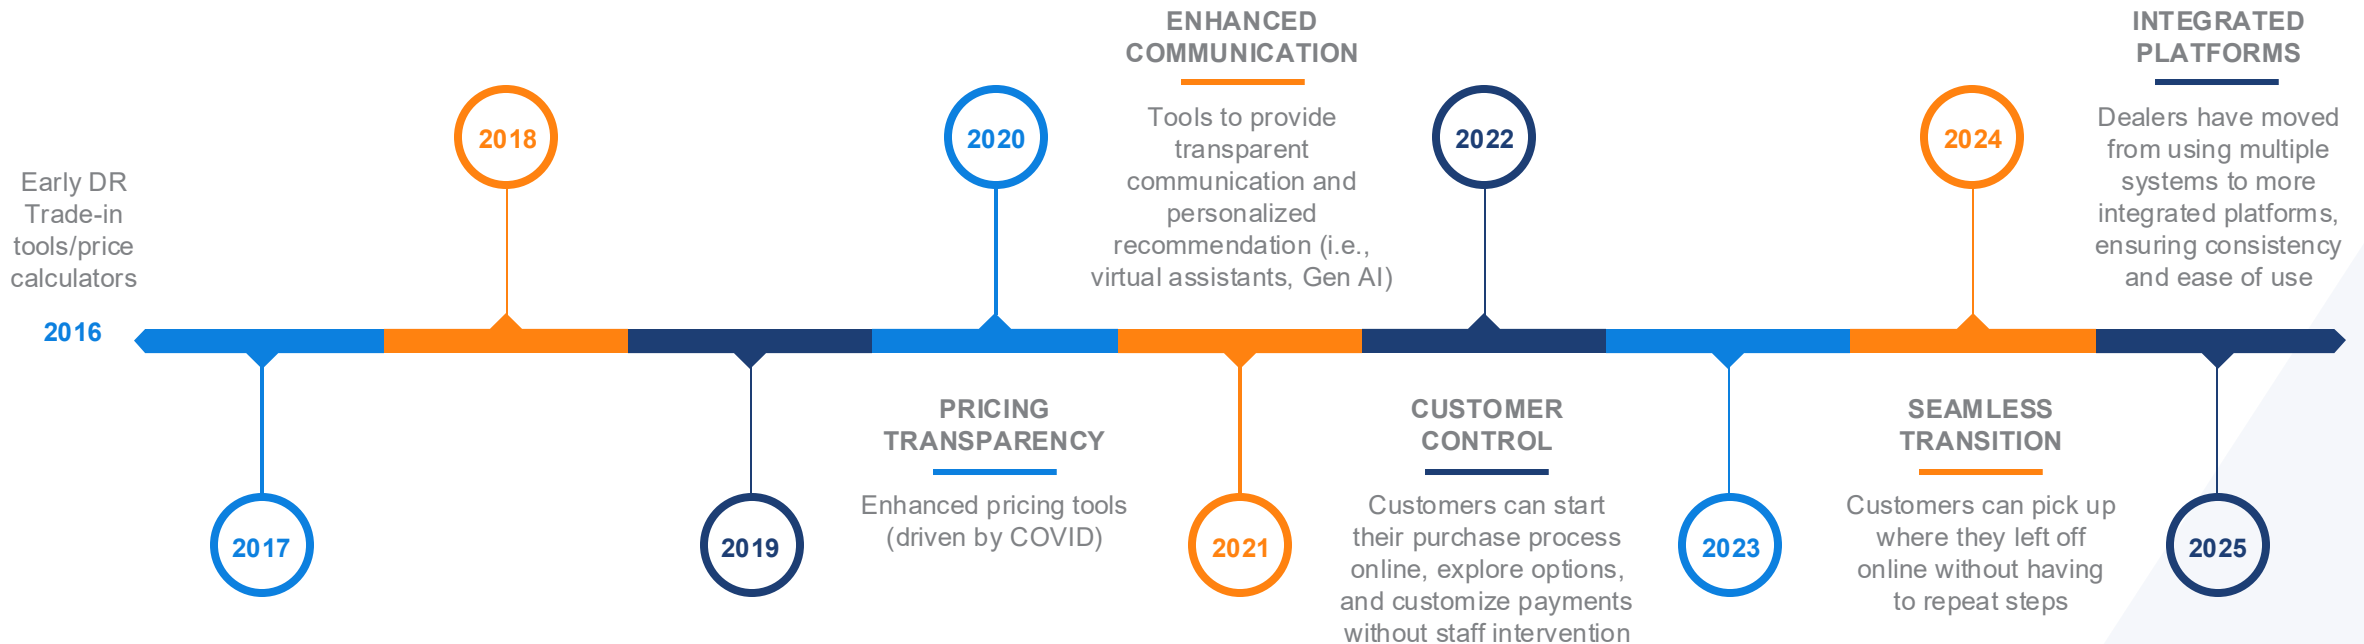 Early DR
Trade-in
tools/price
calculators
2016
2017
2018
2019
2020
PRICING
TRANSPARENCY
Enhanced pricing tools
(driven by COVID)
ENHANCED
COMMUNICATION
Tools to provide
transparent
communication and
personalized
recommendation (i.e.,
virtual assistants, Gen AI)
2021
2022
CUSTOMER
CONTROL
Customers can start
their purchase process
online, explore options,
and customize payments
without staff intervention
2023
2024
SEAMLESS
TRANSITION
Customers can pick up
where they left off
online without having
to repeat steps
INTEGRATED
PLATFORMS
Dealers have moved
from using multiple
systems to more
integrated platforms,
ensuring consistency
and ease of use
2025